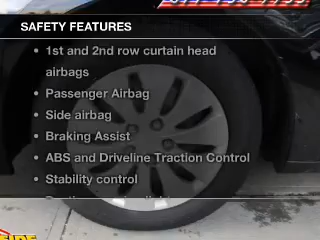 SAFETY FEATURES
• 1st and 2nd row curtain head
airbags
• Passenger Airbag
• Side airbag
• Braking Assist
• ABS and Driveline Traction Control
• Stability control